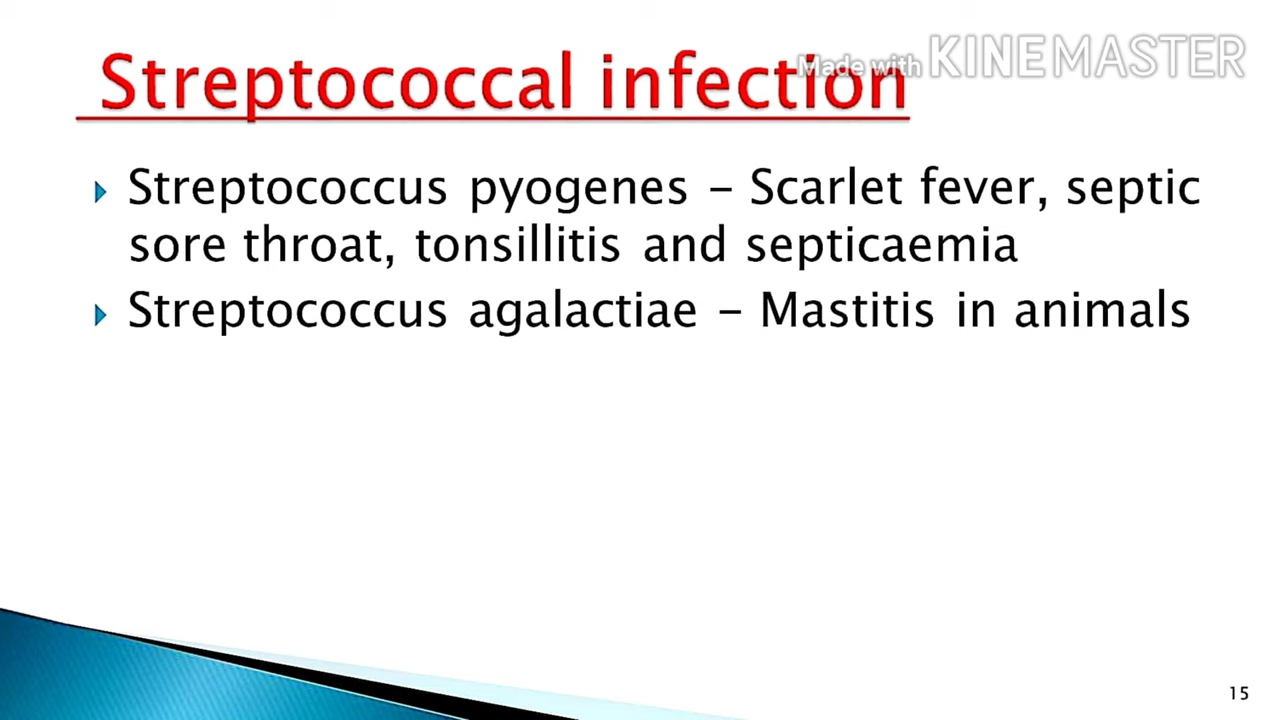 Streptococcal infection
Made with KINEMASTER
Streptococcus pyogenes – Scarlet fever, septic
sore throat, tonsillitis and septicaemia
Streptococcus agalactiae – Mastitis in animals
15